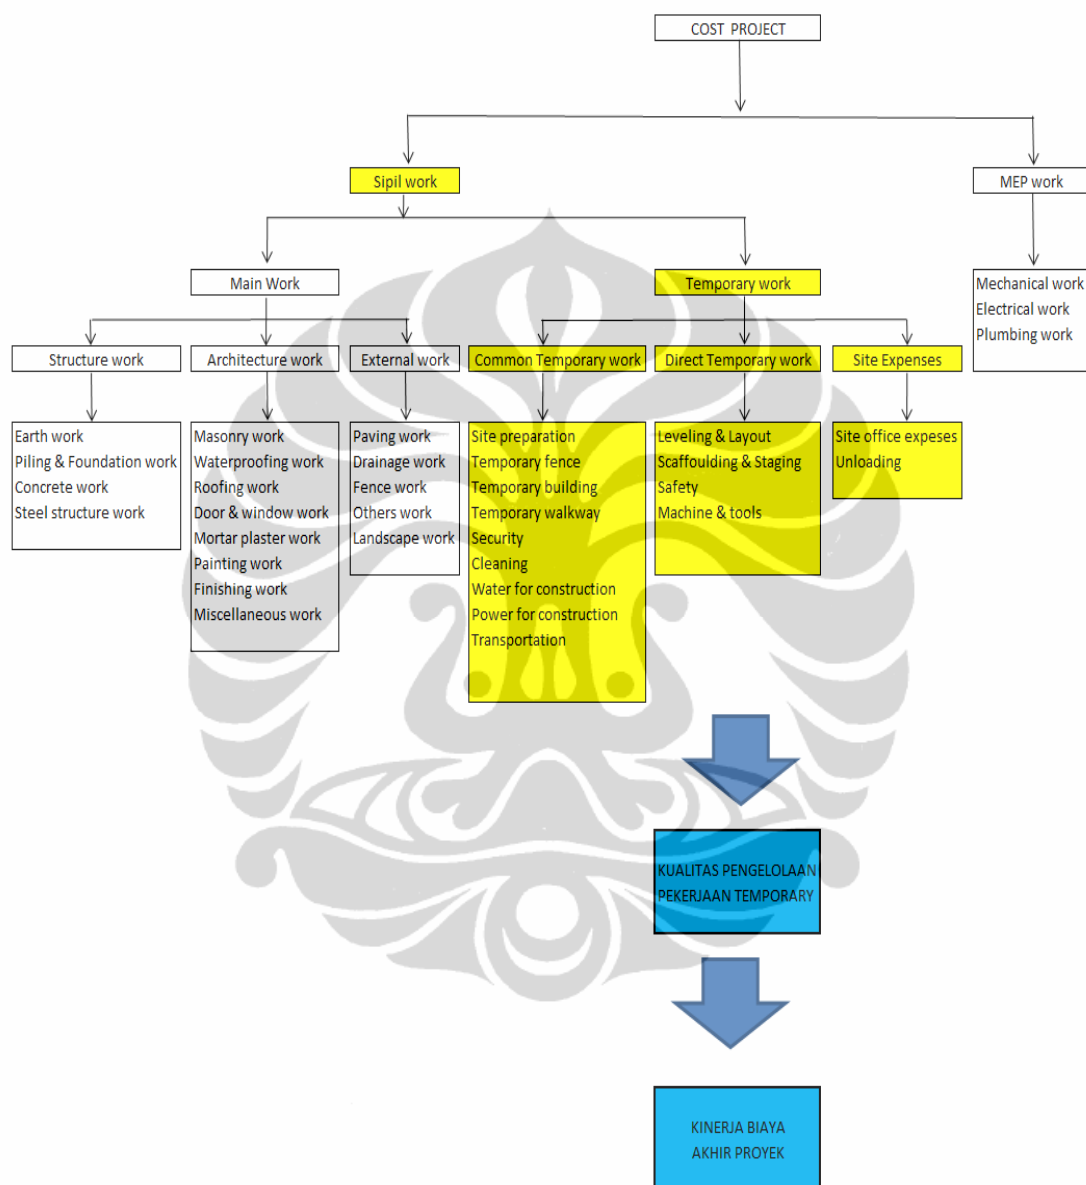 COST PROJECT
Sipil work
MEP work
Main Work
Temporary work
Mechanical work
Electrical work
Plumbing work
Structure work
Architecture work
External work
Common Temporary work
Direct Temporary work
Site Expenses
Earth work
Piling & Foundation work
Concrete work
Steel structure work
Masonry work
Waterproofing work
Roofing work
Door & window work
Mortar plaster work
Painting work
Finishing work
Miscellaneous work
Paving work
Drainage work
Fence work
Others work
Landscape work
Site preparation
Temporary fence
Temporary building
Temporary walkway
Security
Cleaning
Water for construction
Power for construction
Transportation
Leveling & Layout
Scaffoulding & Staging
Safety
Machine & tools
Site office expeses
Unloading
KUALITAS PENGELOLAAN
PEKERJAAN TEMPORARY
KINERJA BIAYA
AKHIR PROYEK